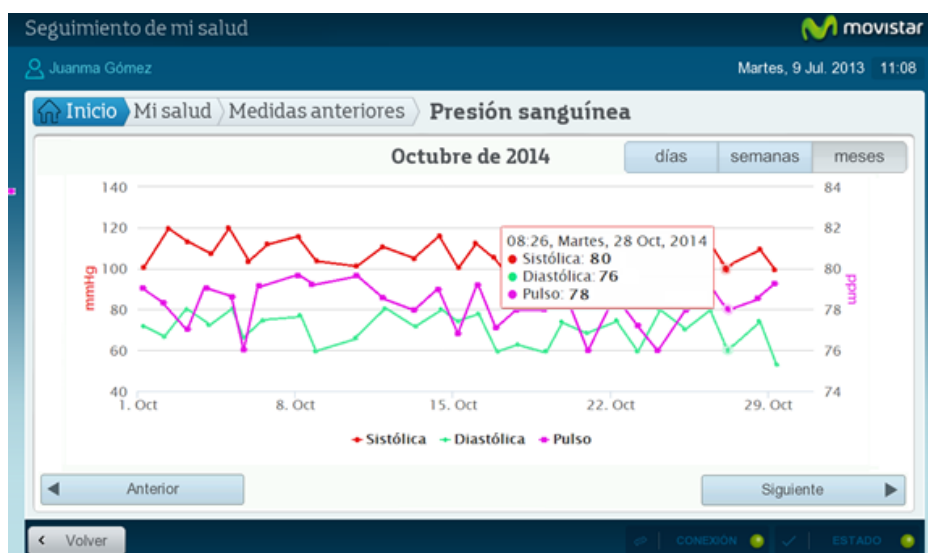 Seguimiento de mi salud
movistar
Juanma Gómez
Martes, 9 Jul. 2013 11:08
Inicio Mi salud Medidas anteriores Presión sanguínea
Octubre de 2014
días semanas meses
140 84
120 82
08:26, Martes, 28 Oct, 2014
Sistólica: 80
Diastólica: 76
Pulso: 78
100 80
mmHg ppm
80 78
60 76
40 74
1. Oct 8. Oct 15. Oct 22. Oct 29. Oct
Sistólica Diastólica Pulso
Anterior Siguiente
Volver CONEXIÓN ESTADO